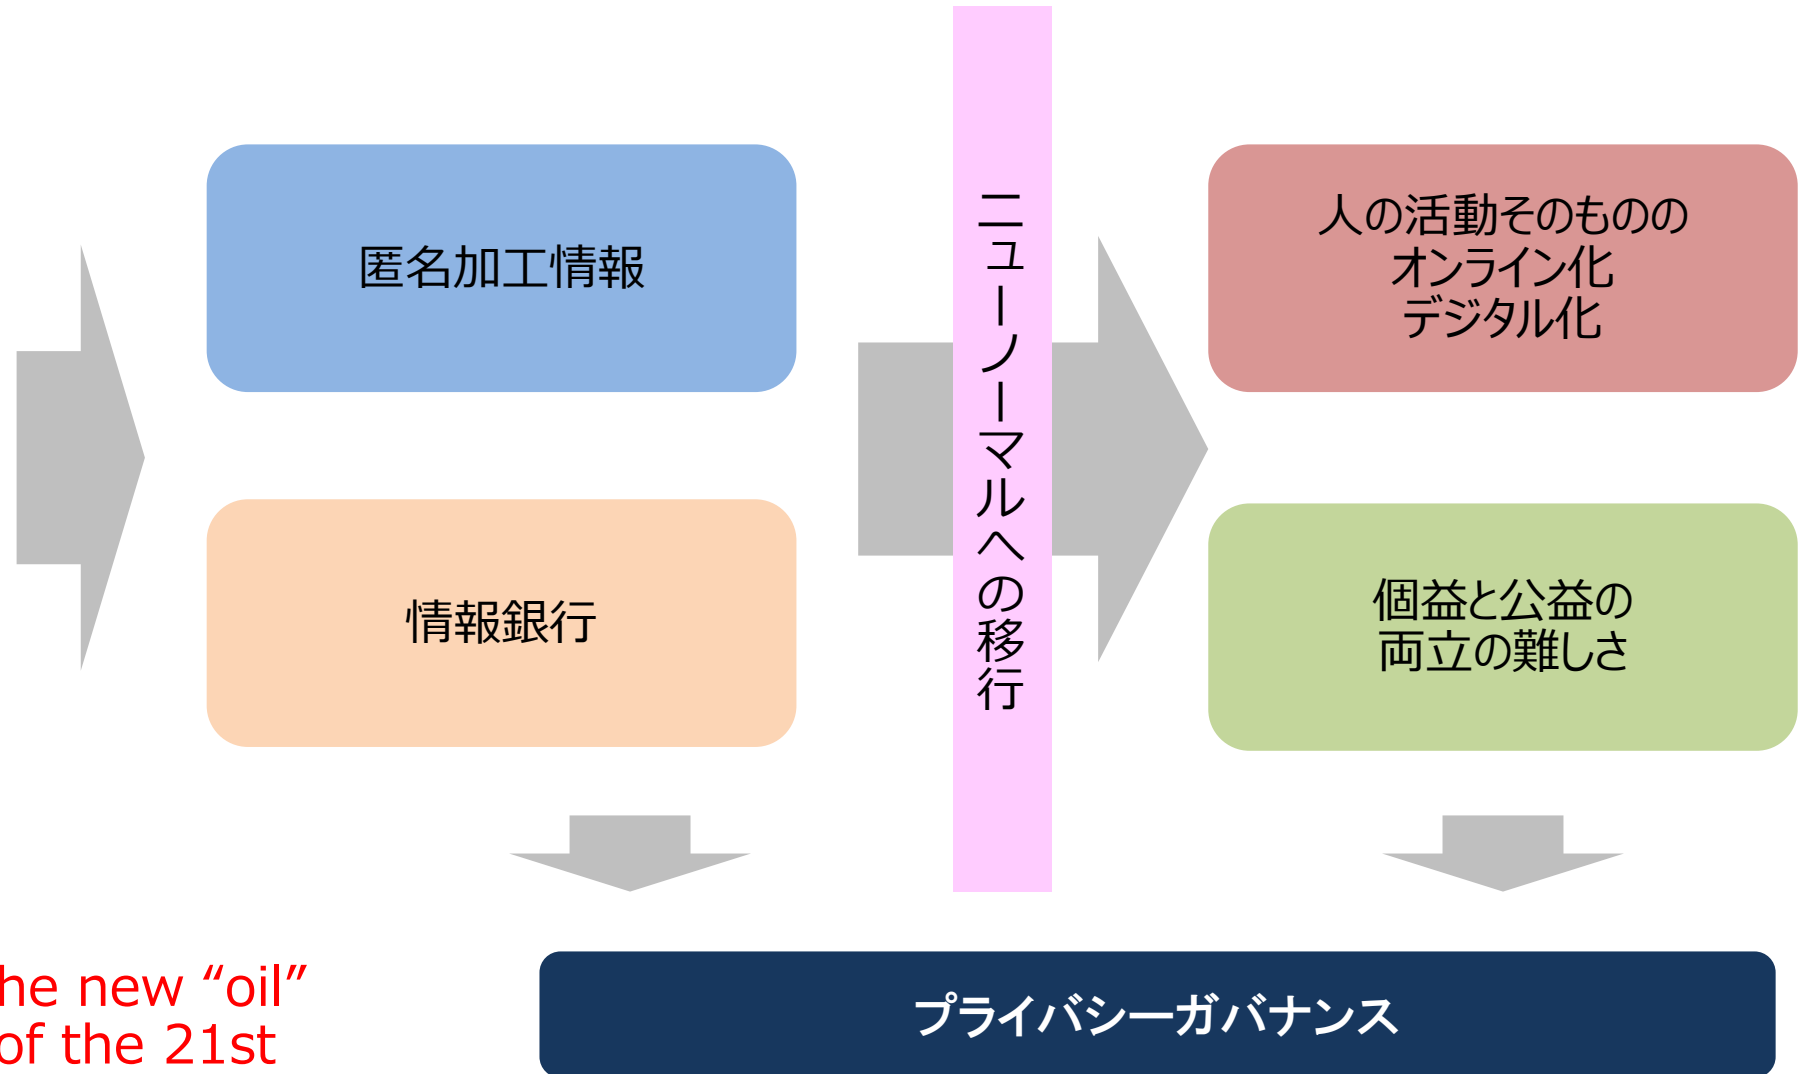 匿名加工情報
情報銀行
ニューノーマルへの移行
人の活動そのものの
オンライン化
デジタル化
個益と公益の
両立の難しさ
he new “oil”
of the 21st
プライバシーガバナンス